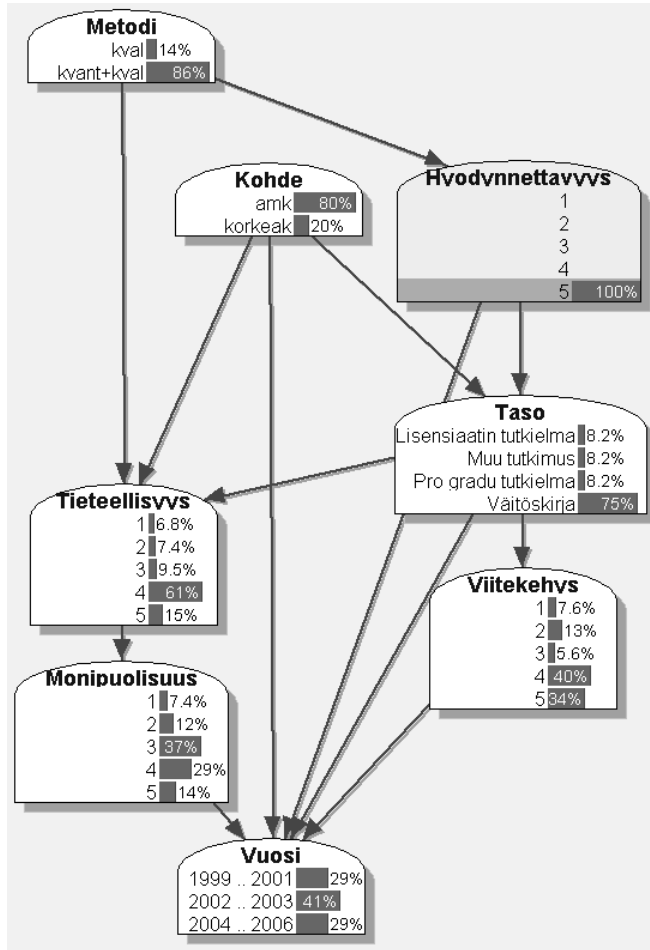 Metodi
kval 14%
kvant+kval 86%
Kohde
amk 80%
korkeak 20%
Hyodynnettavyys
1
2
3
4
5 100%
Taso
Lisensiaatin tutkielma 8.2%
Muu tutkimus 8.2%
Pro gradu tutkielma 8.2%
Väitöskirja 75%
Tieteellisyys
1 6.8%
2 7.4%
3 9.5%
4 61%
5 15%
Viitekehys
1 7.6%
2 13%
3 5.6%
4 40%
5 34%
Monipuolisuus
1 7.4%
2 12%
3 37%
4 29%
5 14%
Vuosi
1999 .. 2001 29%
2002 .. 2003 41%
2004 .. 2006 29%